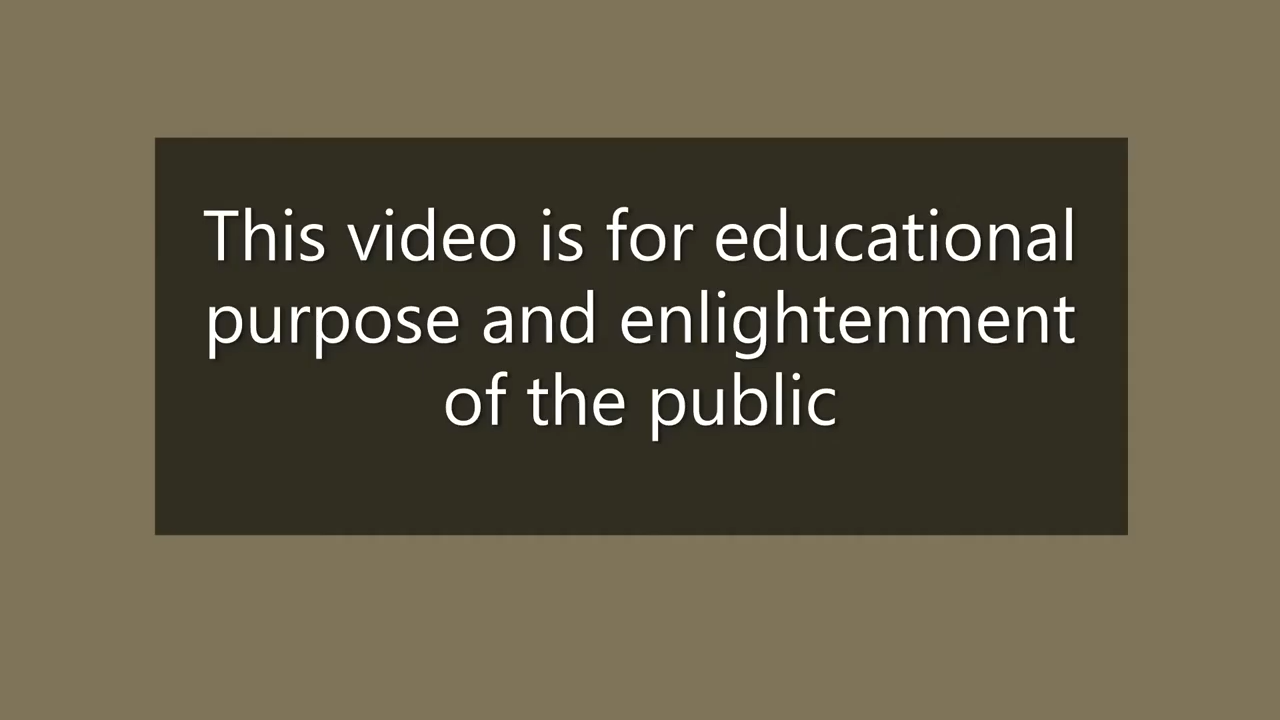 This video is for educational
purpose and enlightenment
of the public